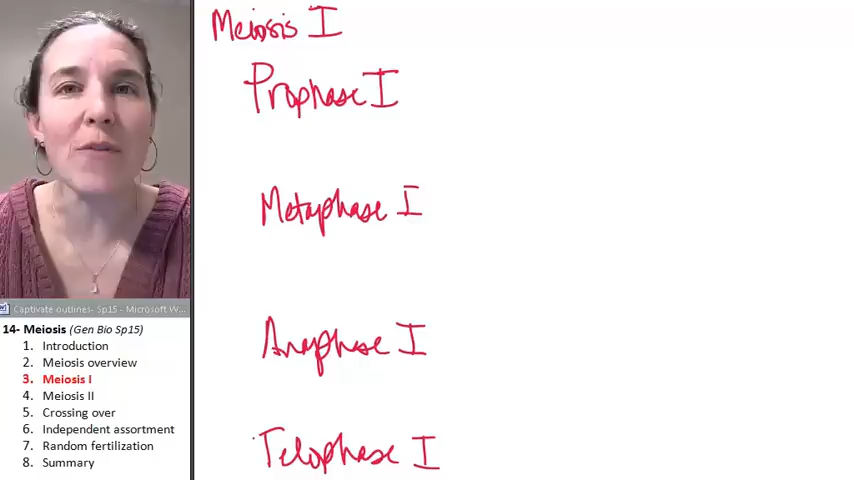 Meiosis I
Prophase I
Metaphase I
Anaphase I
Telophase I
Captivate outlines- Sp15 - Microsoft W...
14- Meiosis (Gen Bio Sp15)
1. Introduction
2. Meiosis overview
3. Meiosis I
4. Meiosis II
5. Crossing over
6. Independent assortment
7. Random fertilization
8. Summary